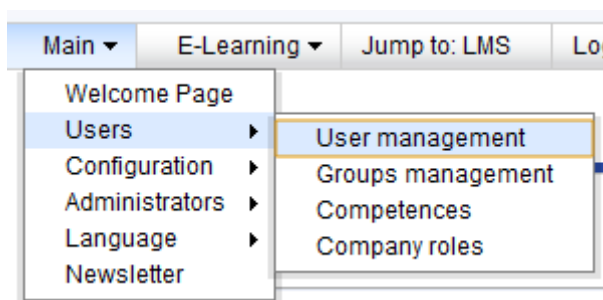 Main E-Learning Jump to: LMS
Welcome Page
Users
Configuration
Administrators
Language
Newsletter
User management
Groups management
Competences
Company roles